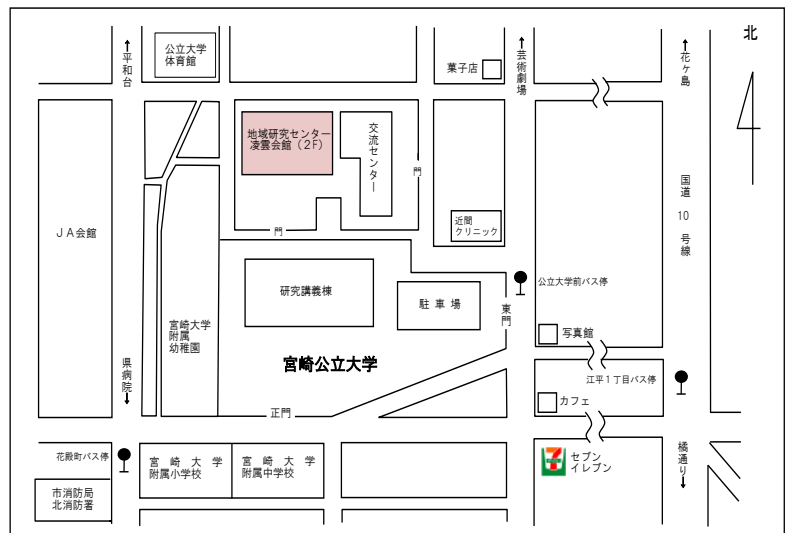 北
↑平和台
公立大学
体育館
菓子店
↑芸術劇場
↑花ヶ島
地域研究センター
凌雲会館（２F）
交流センター
門
国道10号線
JA会館
門
近間
クリニック
公立大学前バス停
研究講義棟
駐車場
東門
宮崎大学
附属
幼稚園
写真館
宮崎公立大学
県病院↓
江平１丁目バス停
カフェ
正門
花殿町バス停
宮崎大学
附属小学校
宮崎大学
附属中学校
セブン
イレブン
橘通り↓
市消防局
北消防署